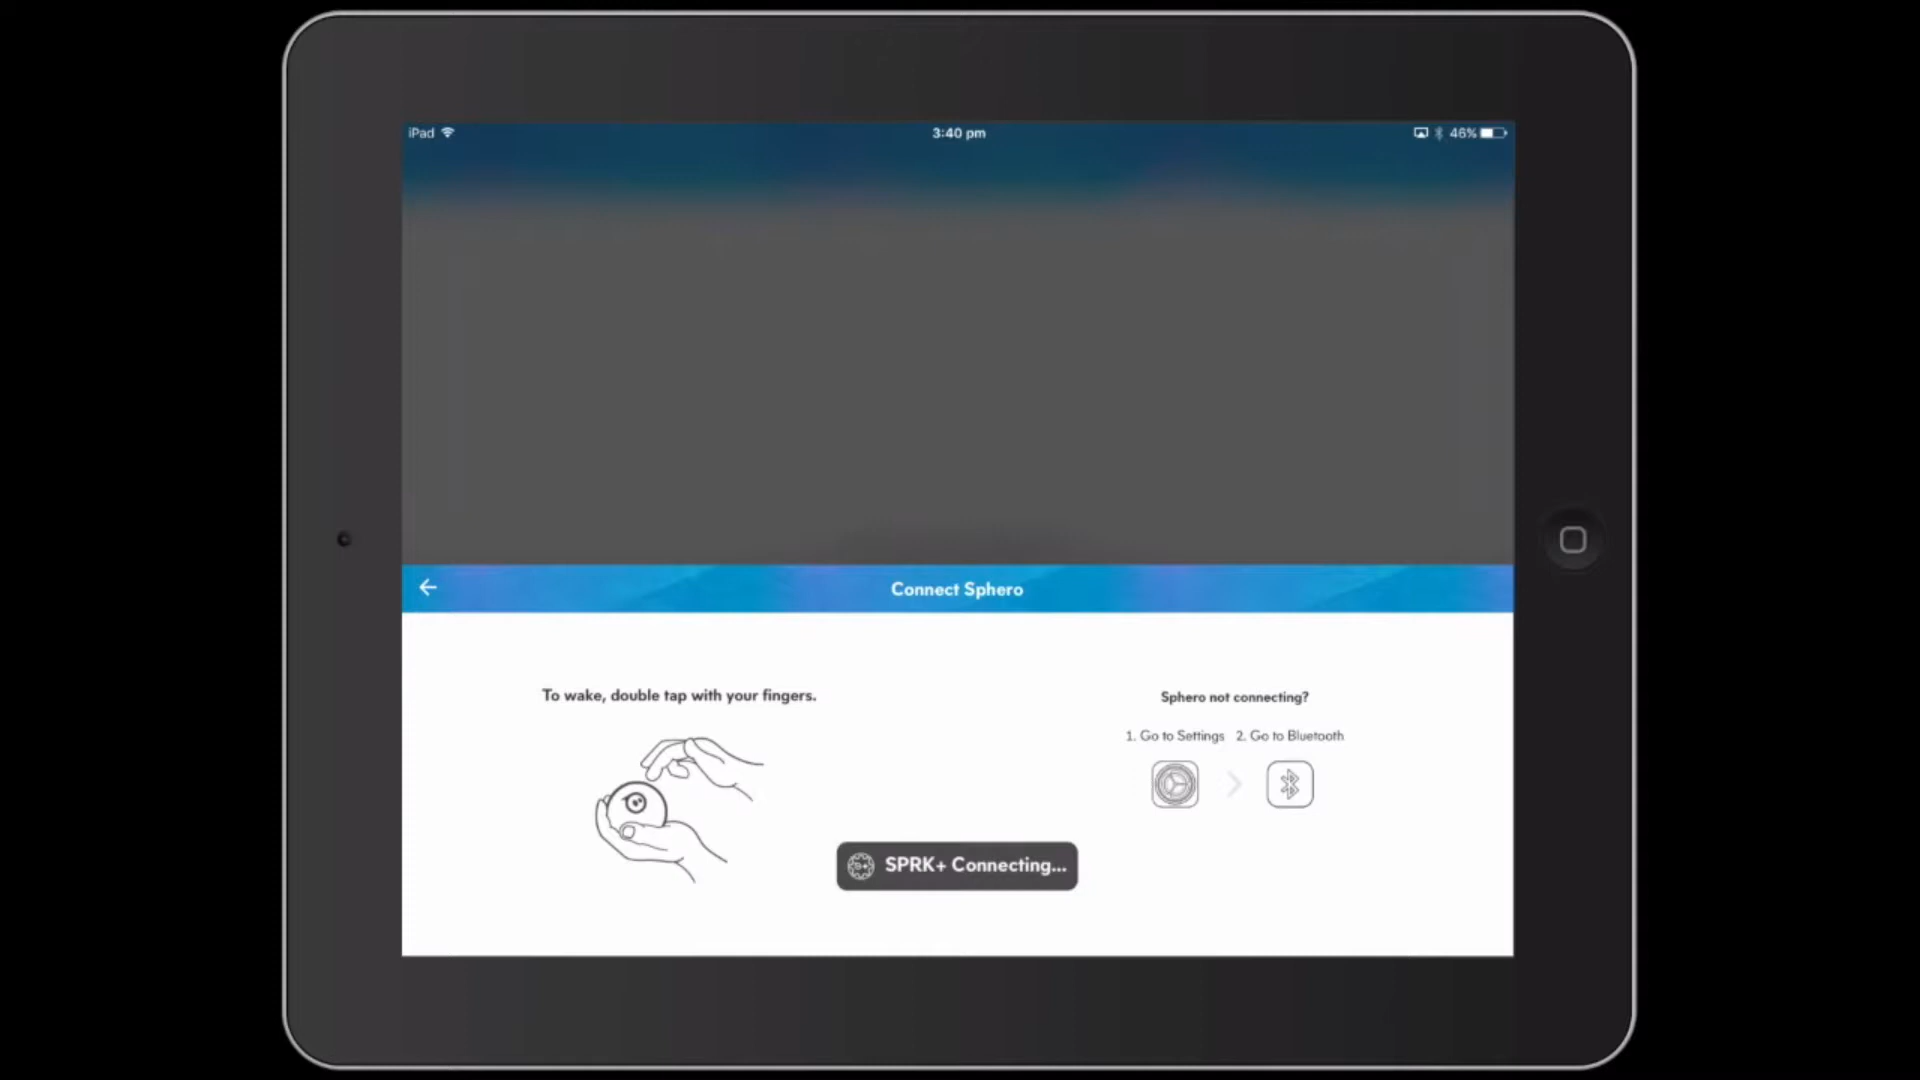 iPad 3:40 pm 46%
Connect Sphero
To wake, double tap with your fingers.
Sphero not connecting?
1. Go to Settings 2. Go to Bluetooth
SPRK+ Connecting...